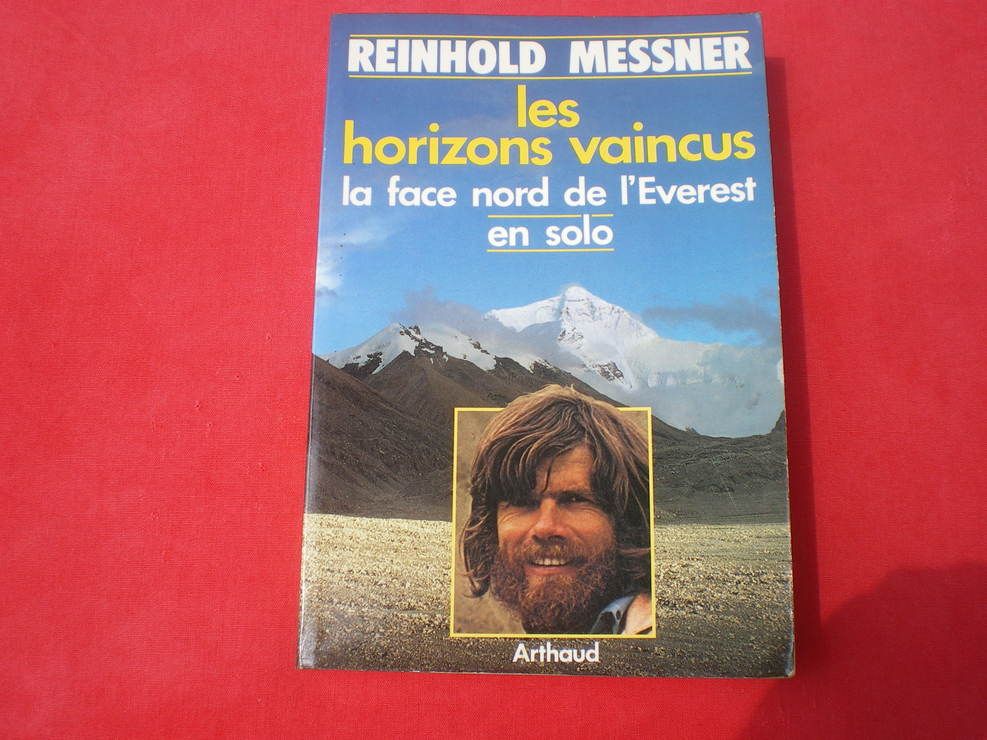 REINHOLD MESSNER
les
horizons vaincus
la face nord de l'Everest
en solo
Arthaud